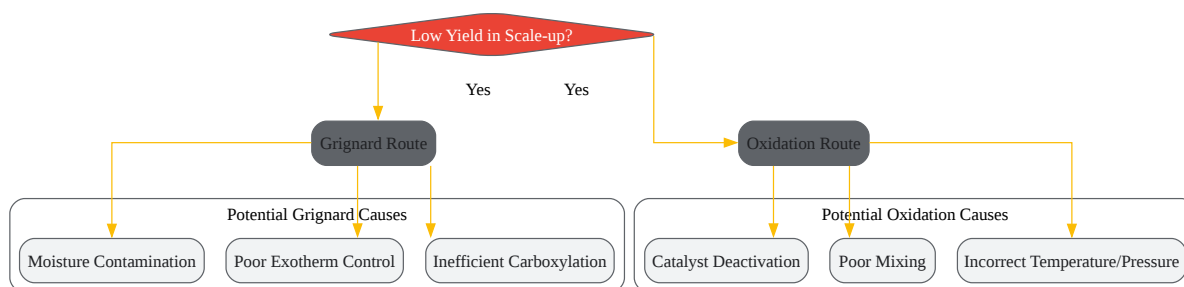 Low Yield in Scale-up?
Yes
Yes
Grignard Route
Oxidation Route
Potential Grignard Causes
Potential Oxidation Causes
Moisture Contamination
Poor Exotherm Control
Inefficient Carboxylation
Catalyst Deactivation
Poor Mixing
Incorrect Temperature/Pressure